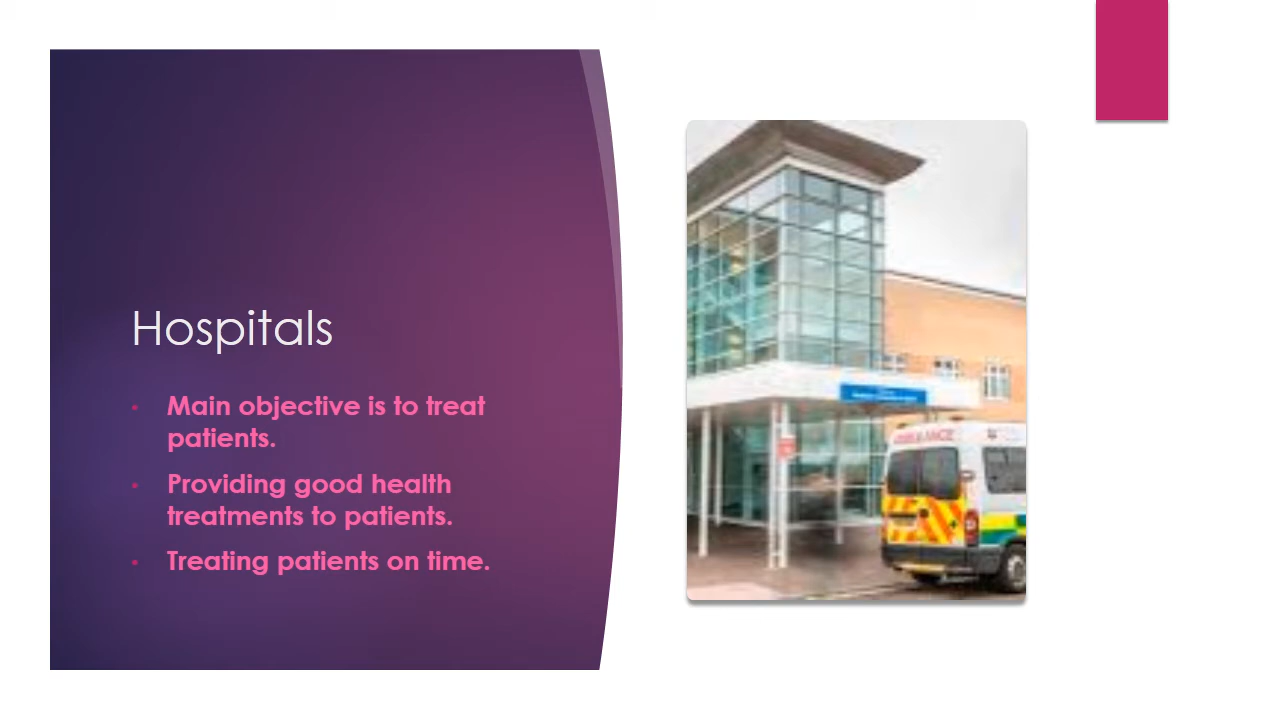 Hospitals
• Main objective is to treat
patients.
• Providing good health
treatments to patients.
• Treating patients on time.
AMBULANCE